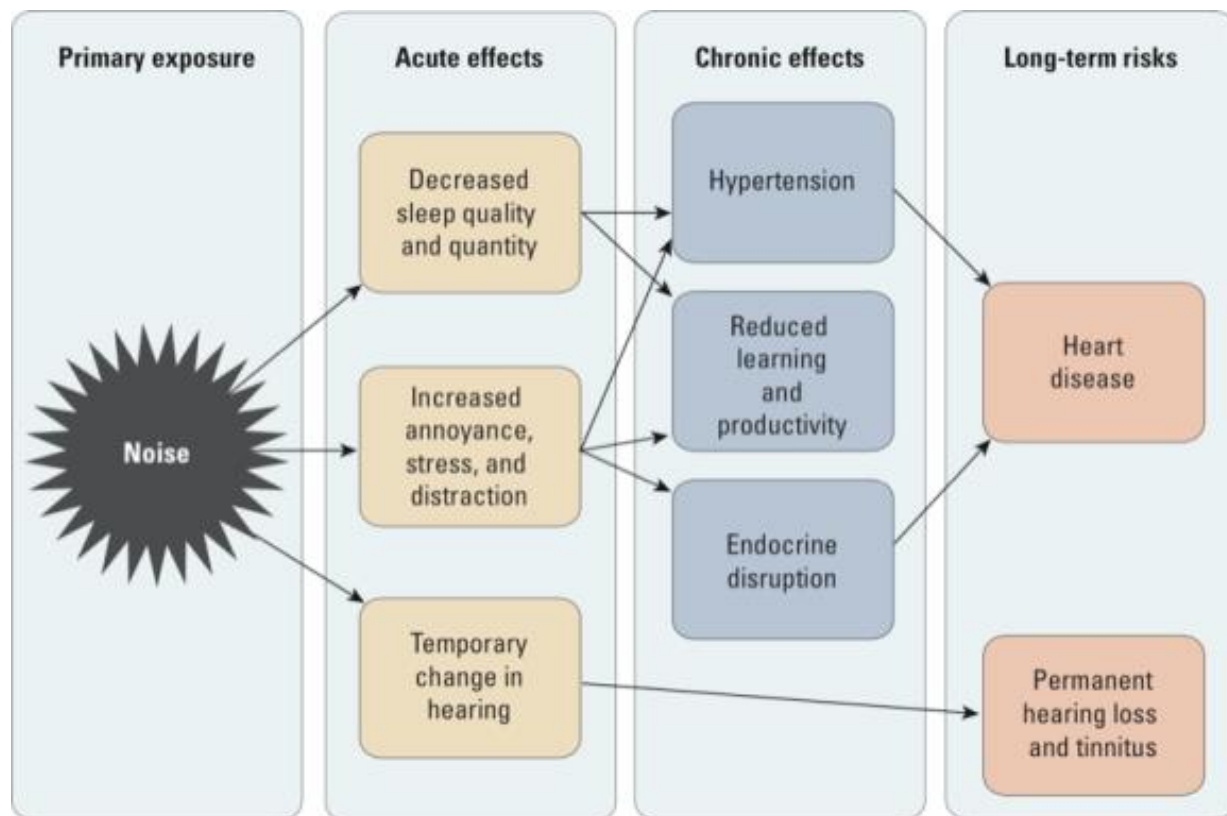 Primary exposure
Acute effects
Chronic effects
Long-term risks
Noise
Decreased
sleep quality
and quantity
Increased
annoyance,
stress, and
distraction
Temporary
change in
hearing
Hypertension
Reduced
learning
and
productivity
Endocrine
disruption
Heart
disease
Permanent
hearing loss
and tinnitus